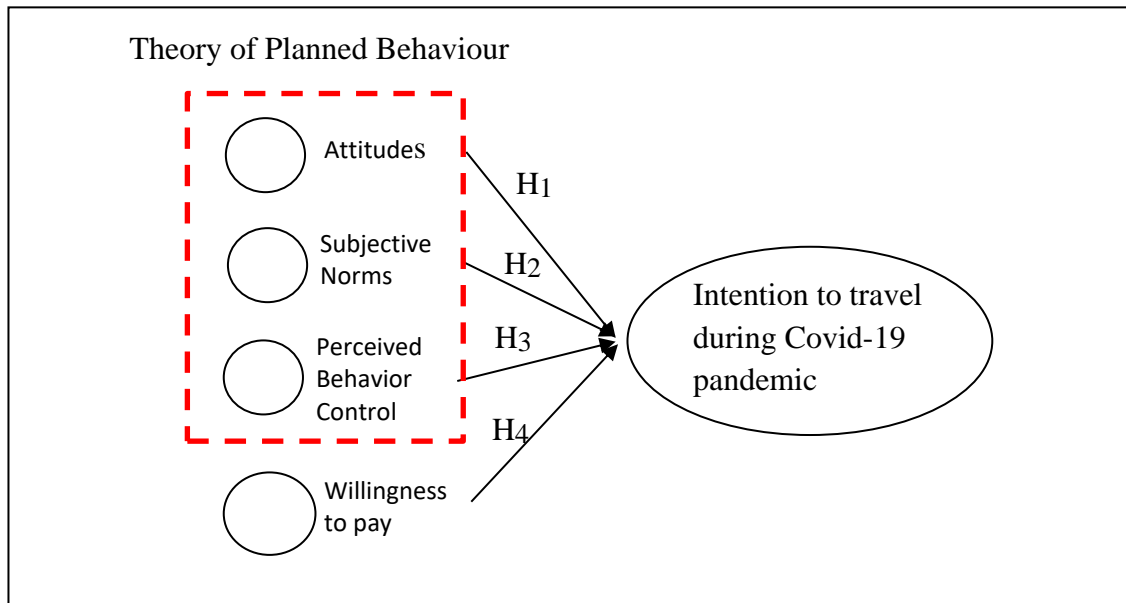 Theory of Planned Behaviour
Attitudes
H1
Subjective
Norms
H2
Perceived
Behavior
Control
H3
Willingness
to pay
H4
Intention to travel
during Covid-19
pandemic